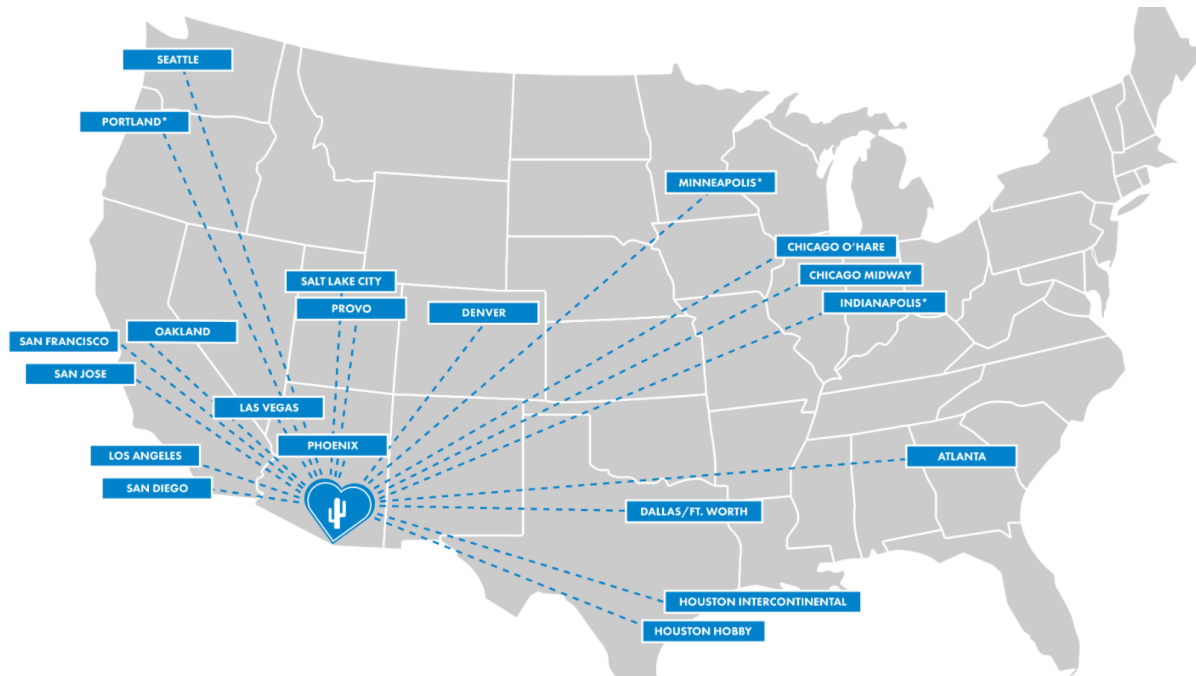 SEATTLE
PORTLAND*
MINNEAPOLIS*
CHICAGO O'HARE
CHICAGO MIDWAY
SALT LAKE CITY
PROVO
INDIANAPOLIS*
DENVER
OAKLAND
SAN FRANCISCO
SAN JOSE
LAS VEGAS
PHOENIX
LOS ANGELES
ATLANTA
SAN DIEGO
DALLAS/FT. WORTH
HOUSTON INTERCONTINENTAL
HOUSTON HOBBY